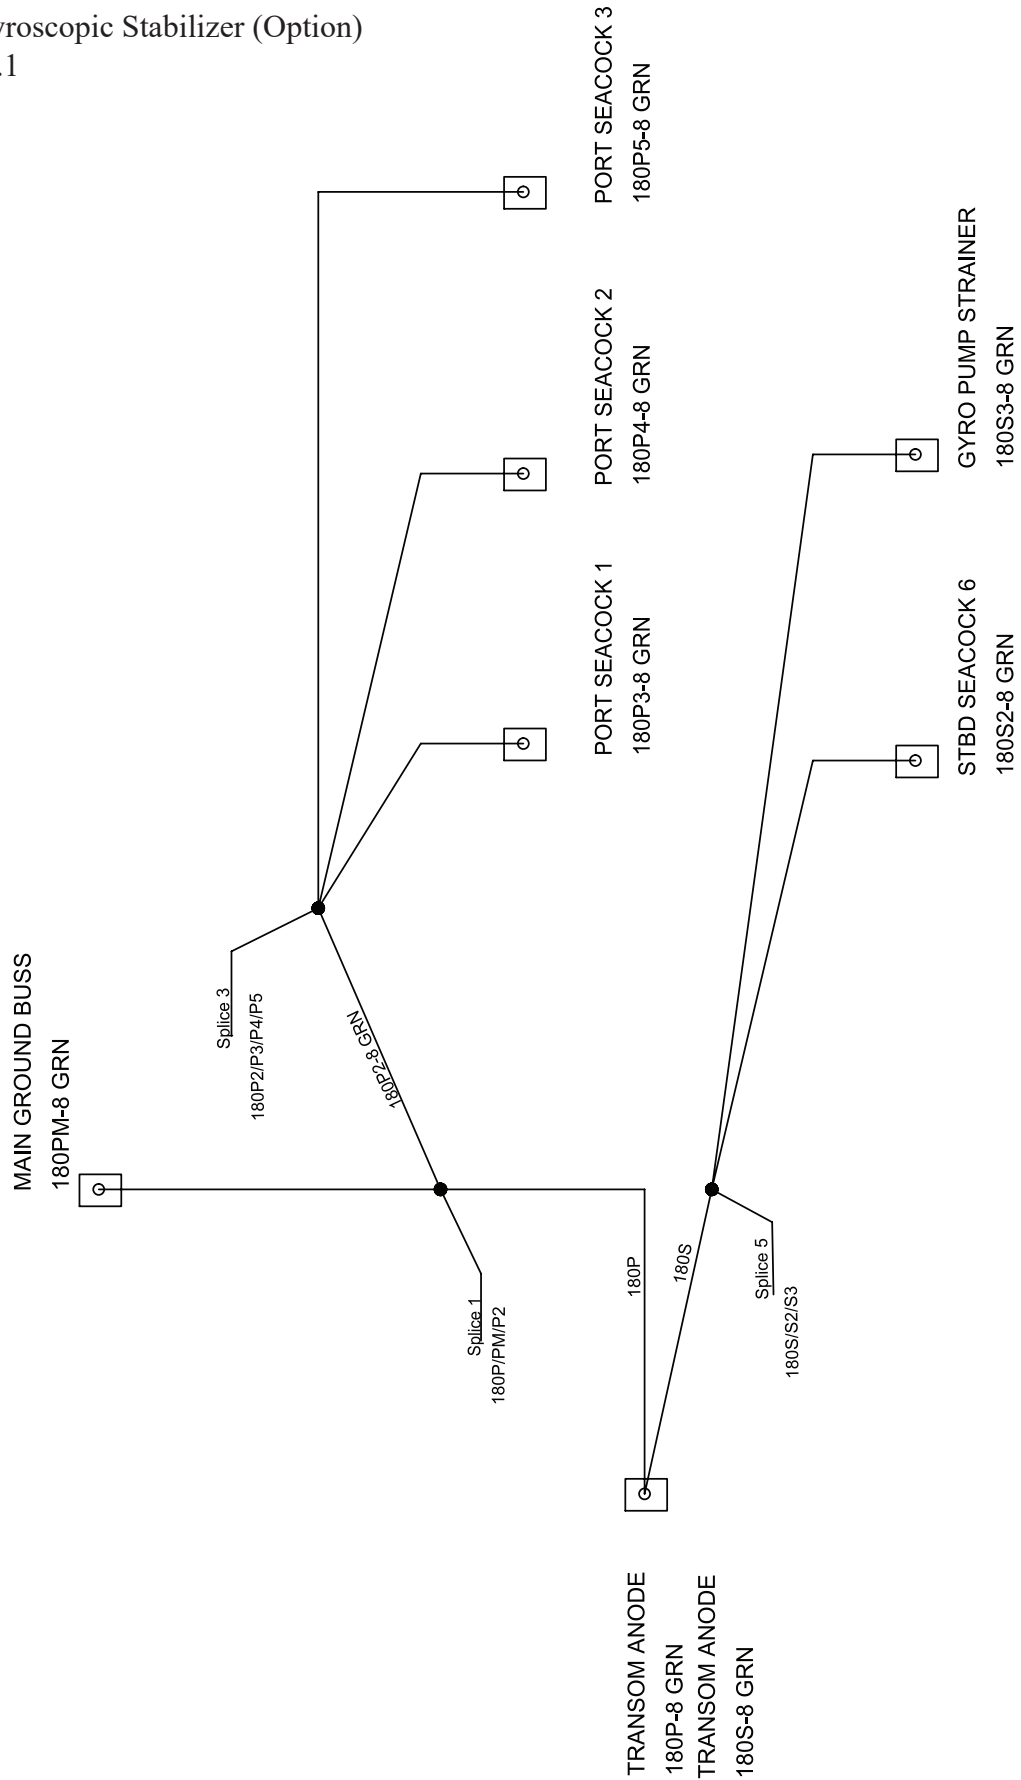 yroscopic Stabilizer (Option)
.1
MAIN GROUND BUSS
180PM-8 GRN
Splice 3
180P2/P3/P4/P5
180P2-8 GRN
Splice 1
180P/PM/P2
PORT SEACOCK 1
180P3-8 GRN
PORT SEACOCK 2
180P4-8 GRN
PORT SEACOCK 3
180P5-8 GRN
TRANSOM ANODE
180P-8 GRN
TRANSOM ANODE
180S-8 GRN
180P
180S
Splice 5
180S/S2/S3
STBD SEACOCK 6
180S2-8 GRN
GYRO PUMP STRAINER
180S3-8 GRN